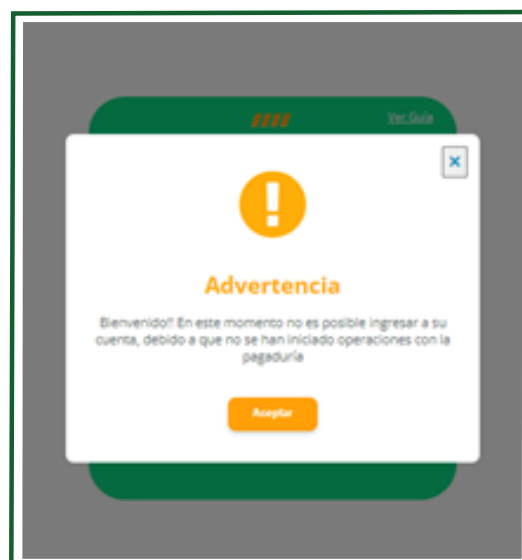 Ver Guía
×
!
Advertencia
Bienvenido!! En este momento no es posible ingresar a su
cuenta, debido a que no se han iniciado operaciones con la
pagaduría
Aceptar